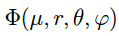 Φ(μ, r, θ, φ)